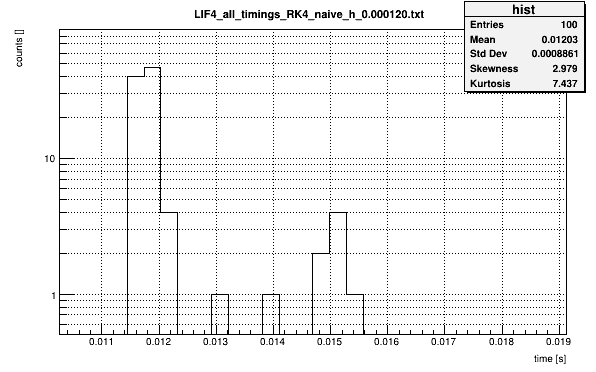 LIF4_all_timings_RK4_naive_h_0.000120.txt
hist
Entries 100
Mean 0.01203
Std Dev 0.0008861
Skewness 2.979
Kurtosis 7.437
counts []
10
1
0.011 0.012 0.013 0.014 0.015 0.016 0.017 0.018 0.019
time [s]